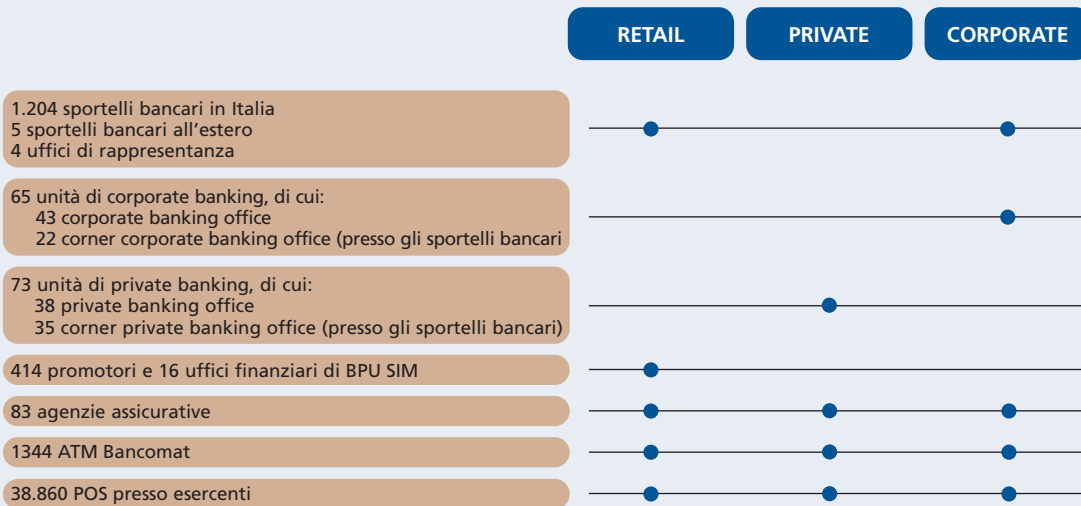 RETAIL PRIVATE CORPORATE
1.204 sportelli bancari in Italia
5 sportelli bancari all'estero
4 uffici di rappresentanza
65 unità di corporate banking, di cui:
43 corporate banking office
22 corner corporate banking office (presso gli sportelli bancari
73 unità di private banking, di cui:
38 private banking office
35 corner private banking office (presso gli sportelli bancari)
414 promotori e 16 uffici finanziari di BPU SIM
83 agenzie assicurative
1344 ATM Bancomat
38.860 POS presso esercenti